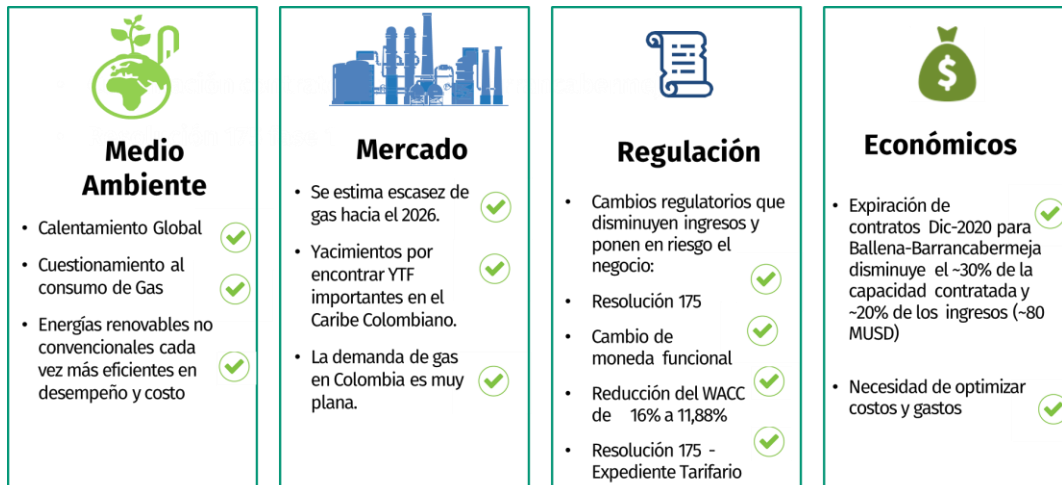 Medio
Ambiente
• Calentamiento Global
• Cuestionamiento al
consumo de Gas
• Energías renovables no
convencionales cada
vez más eficientes en
desempeño y costo
Mercado
• Se estima escasez de
gas hacia el 2026.
• Yacimientos por
encontrar YTF
importantes en el
Caribe Colombiano.
• La demanda de gas
en Colombia es muy
plana.
Regulación
• Cambios regulatorios que
disminuyen ingresos y
ponen en riesgo el
negocio:
• Resolución 175
• Cambio de
moneda funcional
• Reducción del WACC
de 16% a 11,88%
• Resolución 175 -
Expediente Tarifario
$
Económicos
• Expiración de
contratos Dic-2020 para
Ballena-Barrancabermeja
disminuye el ~30% de la
capacidad contratada y
~20% de los ingresos (~80
MUSD)
• Necesidad de optimizar
costos y gastos